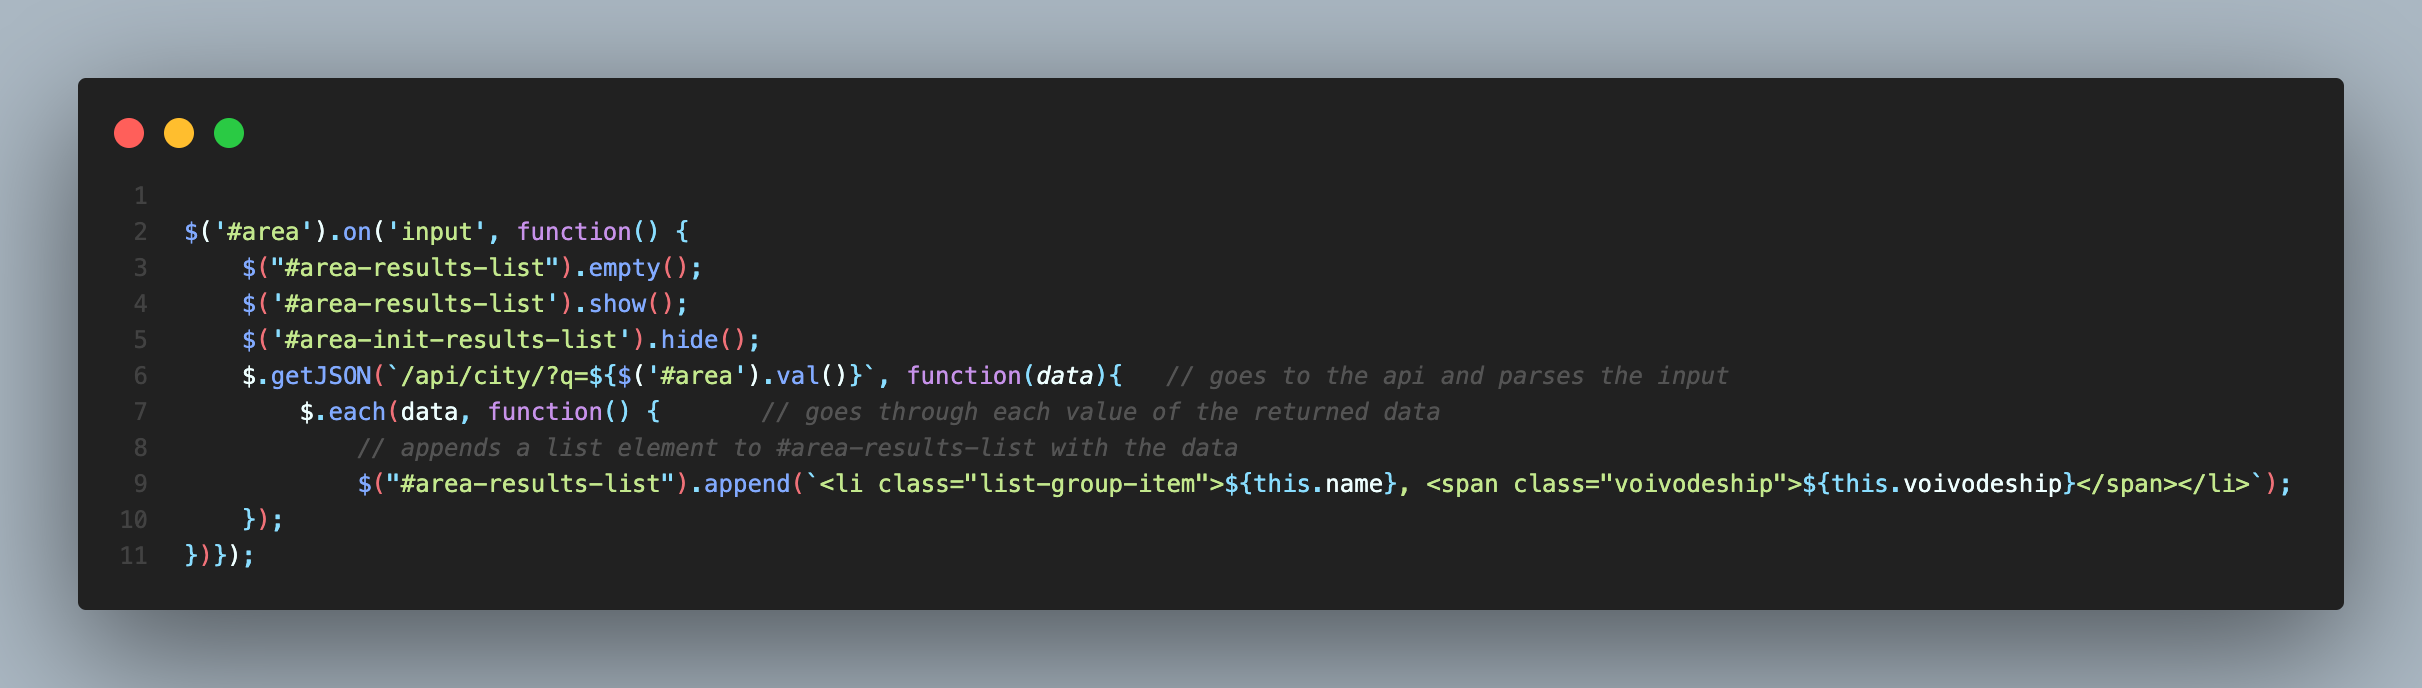 1
2 $('#area').on('input', function() {
3     $("#area-results-list").empty();
4     $('#area-results-list').show();
5     $('#area-init-results-list').hide();
6     $.getJSON(`/api/city/?q=${$('#area').val()}`, function(data){   // goes to the api and parses the input
7         $.each(data, function() {       // goes through each value of the returned data
8             // appends a list element to #area-results-list with the data
9             $("#area-results-list").append(`<li class="list-group-item">${this.name}, <span class="voivodeship">${this.voivodeship}</span></li>`);
10     });
11 })});